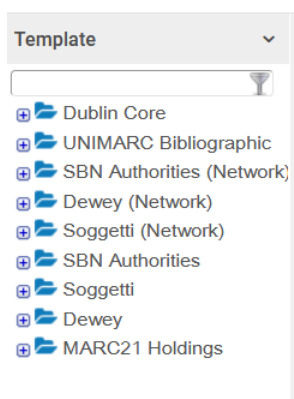 Template
Dublin Core
UNIMARC Bibliographic
SBN Authorities (Network)
Dewey (Network)
Soggetti (Network)
SBN Authorities
Soggetti
Dewey
MARC21 Holdings